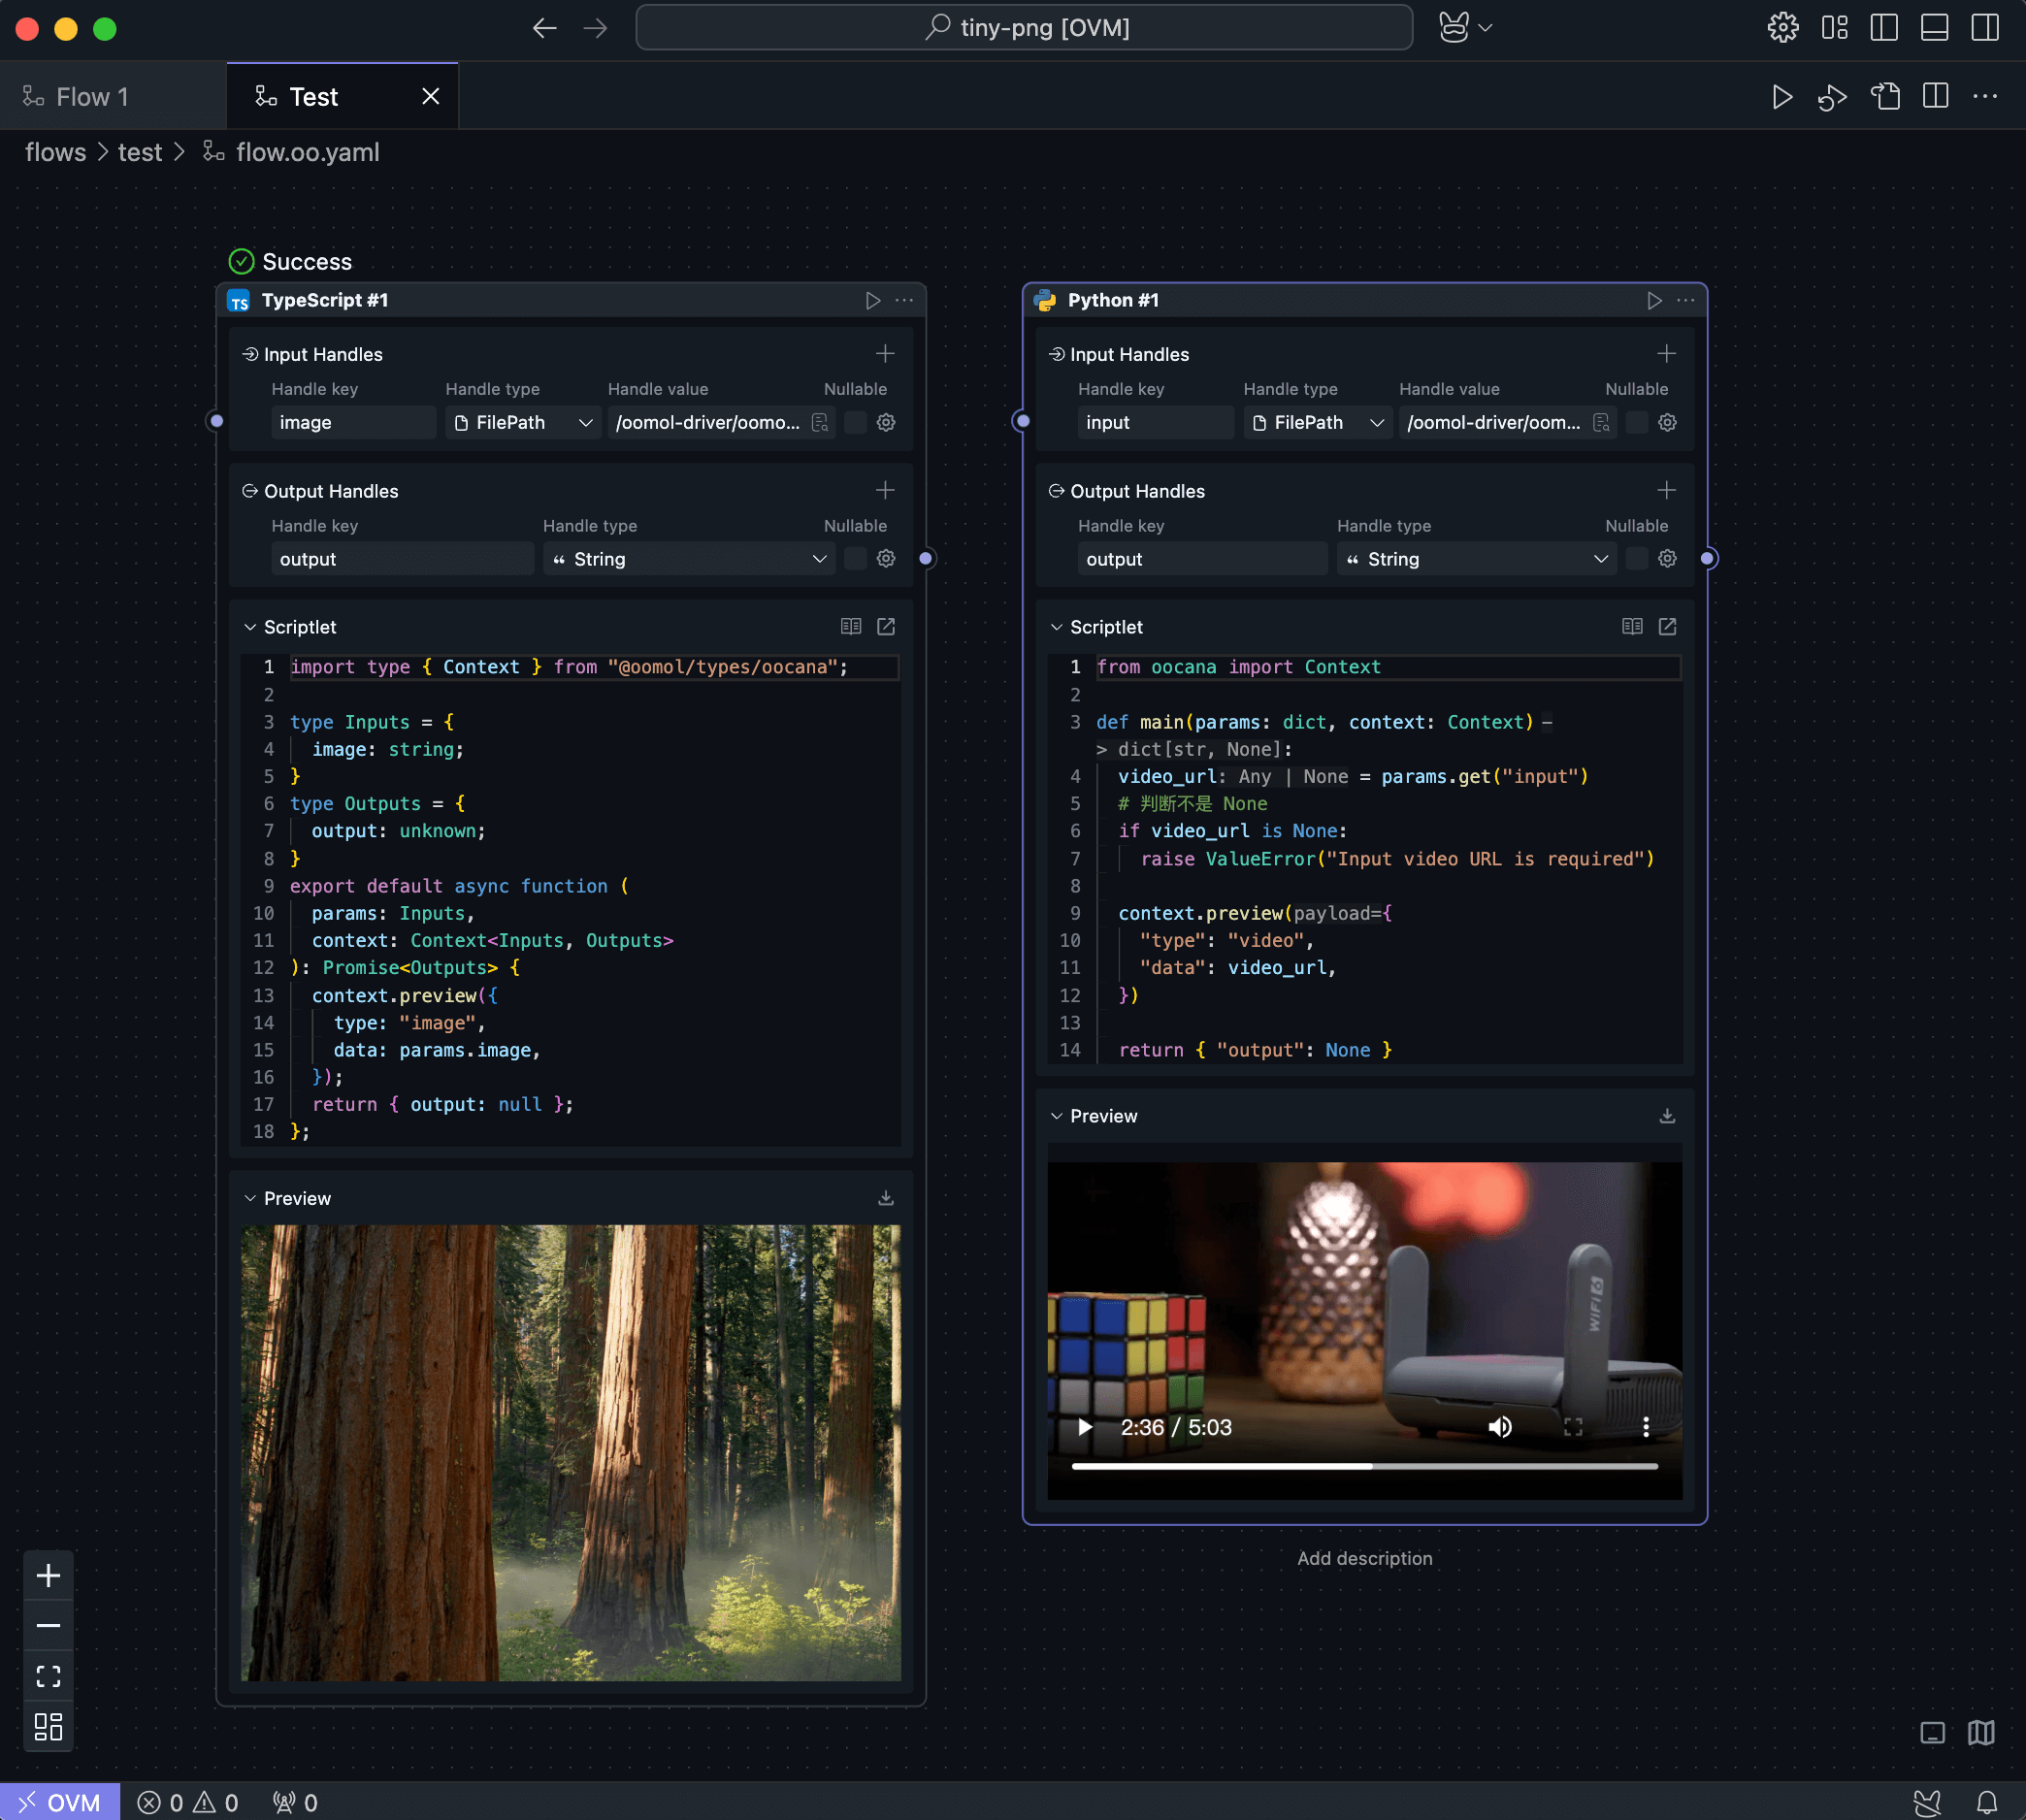 tiny-png [OVM]
Flow 1
Test
flows > test > flow.oo.yaml
Success
TS TypeScript #1
Input Handles
Handle key Handle type Handle value Nullable
image FilePath /oomol-driver/oomo...
Output Handles
Handle key Handle type Nullable
output “ String
Scriptlet
1 import type { Context } from "@oomol/types/oocana";
2
3 type Inputs = {
4 image: string;
5 }
6 type Outputs = {
7 output: unknown;
8 }
9 export default async function (
10 params: Inputs,
11 context: Context<Inputs, Outputs>
12 ): Promise<Outputs> {
13 context.preview({
14 type: "image",
15 data: params.image,
16 });
17 return { output: null };
18 };
Preview
Python #1
Input Handles
Handle key Handle type Handle value Nullable
input FilePath /oomol-driver/oom...
Output Handles
Handle key Handle type Nullable
output “ String
Scriptlet
1 from oocana import Context
2
3 def main(params: dict, context: Context) -
> dict[str, None]:
4 video_url: Any | None = params.get("input")
5 # 判断不是 None
6 if video_url is None:
7 raise ValueError("Input video URL is required")
8
9 context.preview(payload={
10 "type": "video",
11 "data": video_url,
12 })
13
14 return { "output": None }
Preview
WiFi 6
2:36 / 5:03
Add description
OVM 0 0 0